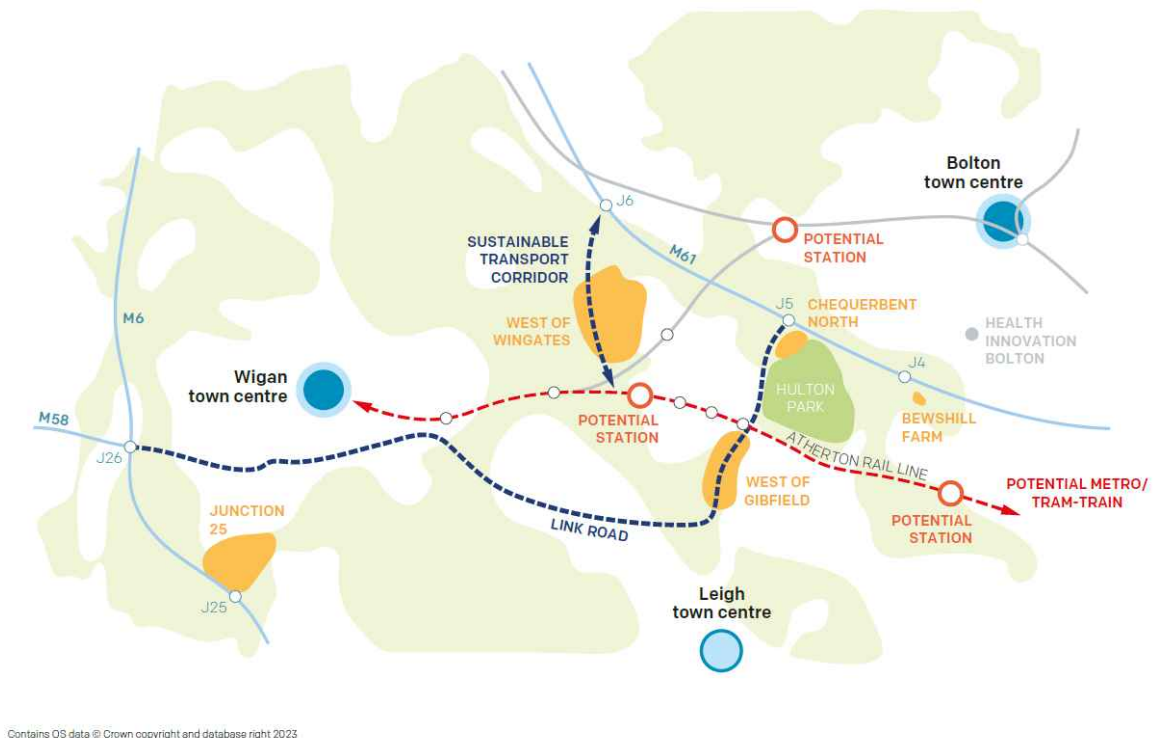 Bolton
town centre
J6
SUSTAINABLE
TRANSPORT
CORRIDOR
M61
POTENTIAL
STATION
J5
CHEQUERBENT
NORTH
M6
WEST OF
WINGATES
HEALTH
INNOVATION
BOLTON
J4
Wigan
town centre
HULTON
PARK
M58
POTENTIAL
STATION
BEWSHILL
FARM
J26
ATHERTON RAIL LINE
WEST OF
GIBFIELD
POTENTIAL METRO/
TRAM-TRAIN
JUNCTION
25
LINK ROAD
POTENTIAL
STATION
J25
Leigh
town centre
Contains OS data © Crown copyright and database right 2023